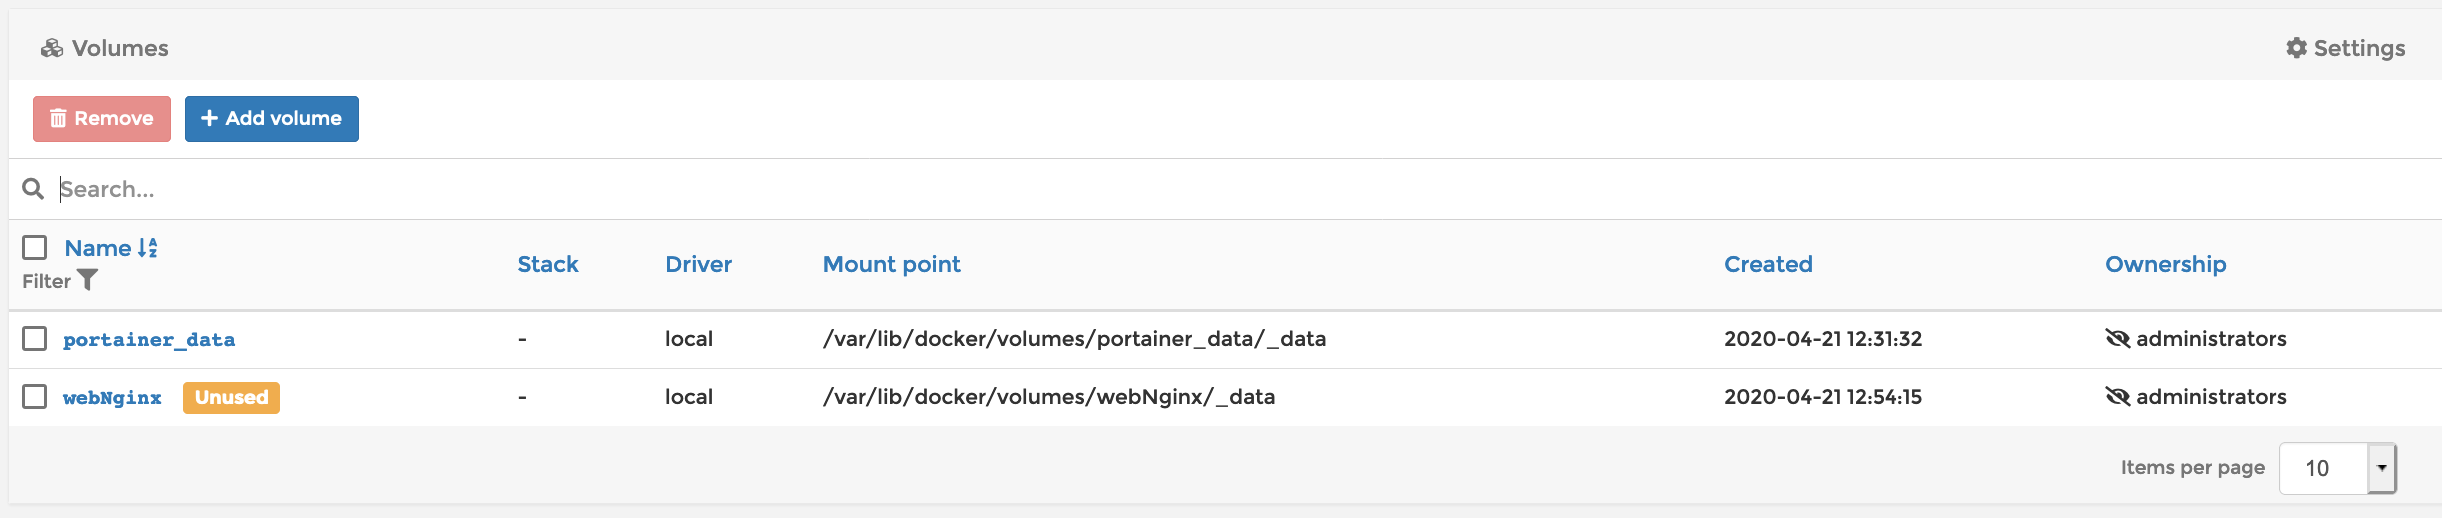 Volumes
Settings
Remove
Add volume
Search...
Name
Filter
Stack
Driver
Mount point
Created
Ownership
portainer_data - local /var/lib/docker/volumes/portainer_data/_data 2020-04-21 12:31:32 administrators
webNginx Unused - local /var/lib/docker/volumes/webNginx/_data 2020-04-21 12:54:15 administrators
Items per page 10